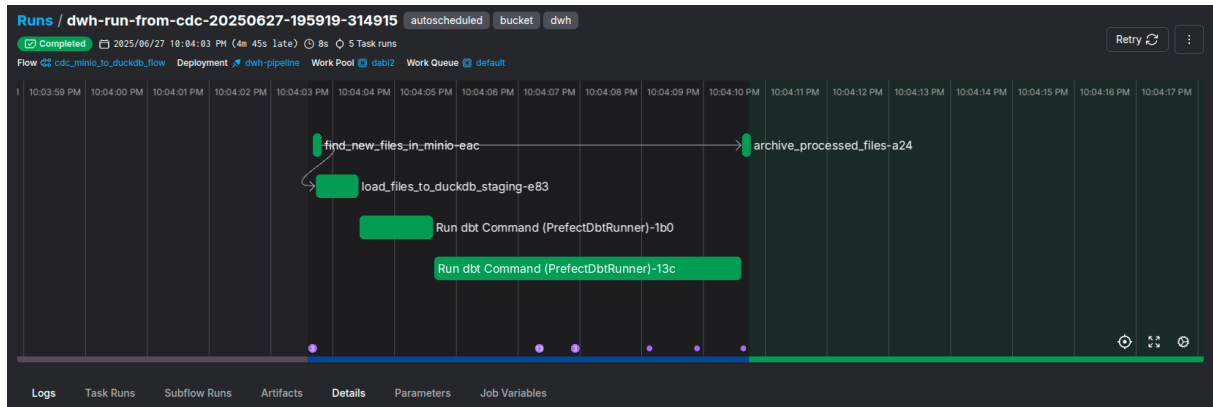 Runs / dwh-run-from-cdc-20250627-195919-314915 autoscheduled bucket dwh
Completed 2025/06/27 10:04:03 PM (4m 45s late) 8s 5 Task runs
Retry
Flow cdc_minio_to_duckdb_flow Deployment dwh-pipeline Work Pool dabi2 Work Queue default
10:03:59 PM 10:04:00 PM 10:04:01 PM 10:04:02 PM 10:04:03 PM 10:04:04 PM 10:04:05 PM 10:04:06 PM 10:04:07 PM 10:04:08 PM 10:04:09 PM 10:04:10 PM 10:04:11 PM 10:04:12 PM 10:04:13 PM 10:04:14 PM 10:04:15 PM 10:04:16 PM 10:04:17 PM
find_new_files_in_minio-eac archive_processed_files-a24
load_files_to_duckdb_staging-e83
Run dbt Command (PrefectDbtRunner)-1b0
Run dbt Command (PrefectDbtRunner)-13c
Logs Task Runs Subflow Runs Artifacts Details Parameters Job Variables